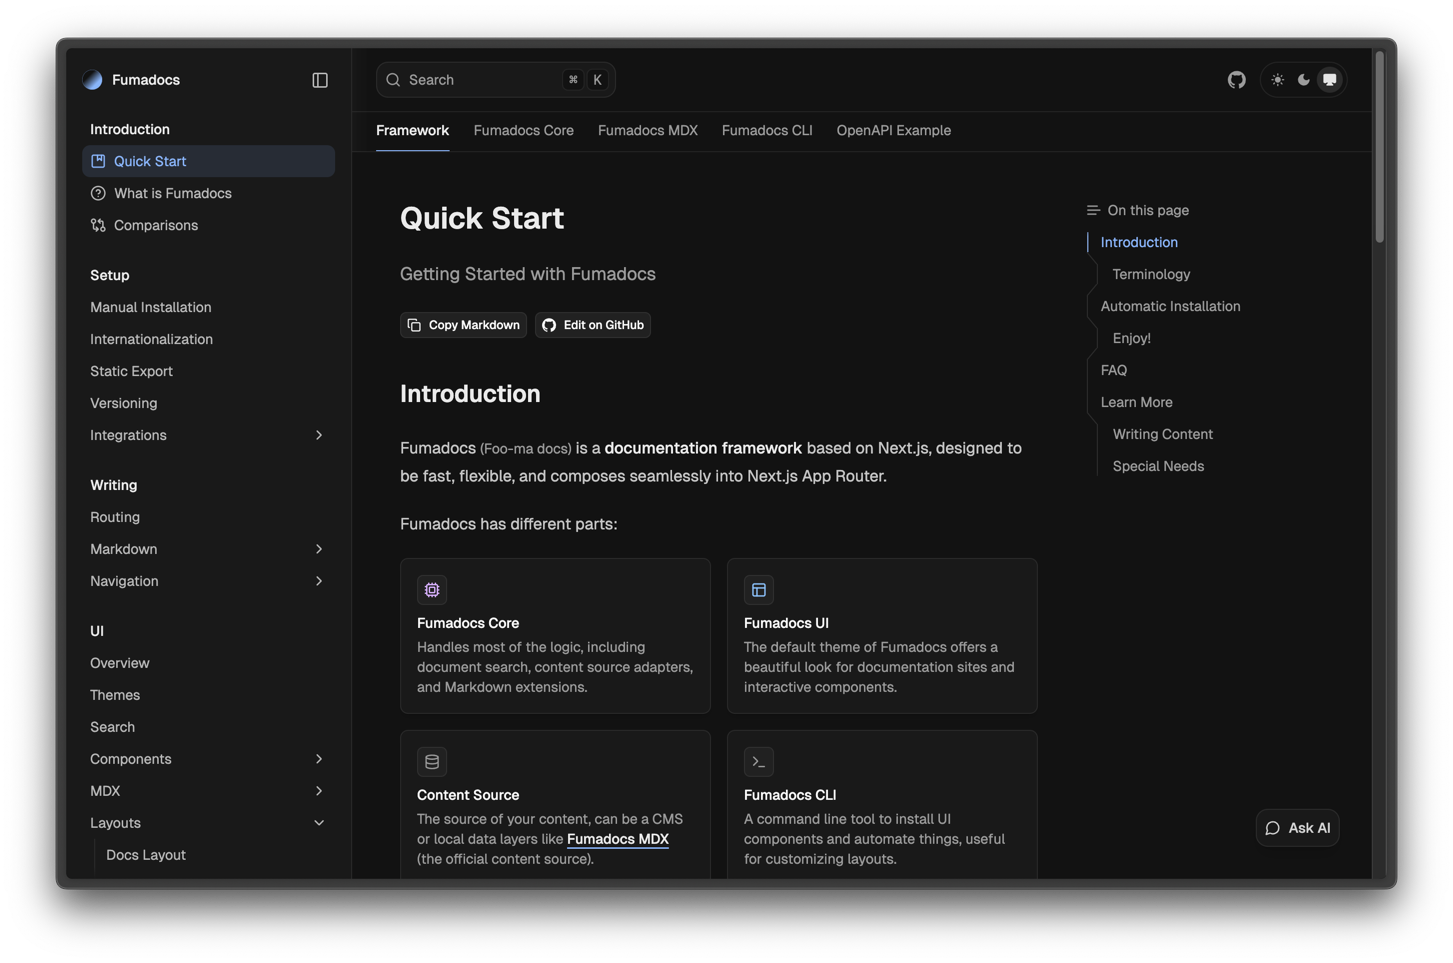 Fumadocs
Introduction
Quick Start
What is Fumadocs
Comparisons
Setup
Manual Installation
Internationalization
Static Export
Versioning
Integrations
Writing
Routing
Markdown
Navigation
UI
Overview
Themes
Search
Components
MDX
Layouts
Docs Layout
Search ⌘ K
Framework Fumadocs Core Fumadocs MDX Fumadocs CLI OpenAPI Example
Quick Start
Getting Started with Fumadocs
Copy Markdown Edit on GitHub
Introduction
Fumadocs (Foo-ma docs) is a documentation framework based on Next.js, designed to
be fast, flexible, and composes seamlessly into Next.js App Router.
Fumadocs has different parts:
Fumadocs Core
Handles most of the logic, including
document search, content source adapters,
and Markdown extensions.
Fumadocs UI
The default theme of Fumadocs offers a
beautiful look for documentation sites and
interactive components.
Content Source
The source of your content, can be a CMS
or local data layers like Fumadocs MDX
(the official content source).
Fumadocs CLI
A command line tool to install UI
components and automate things, useful
for customizing layouts.
On this page
Introduction
Terminology
Automatic Installation
Enjoy!
FAQ
Learn More
Writing Content
Special Needs
Ask AI